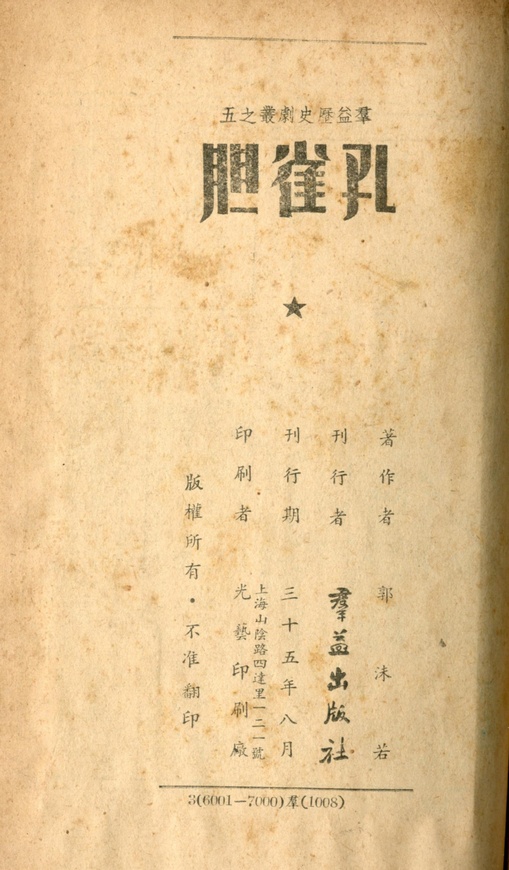 羣益歷史劇叢之五
孔雀胆
著作者 郭沫若
刊行者 羣益出版社
刊行期 三十五年八月
上海山陰路四達里一二一號
印刷者 光藝印刷廠
版權所有・不准翻印
3(6001—7000)羣(1008)